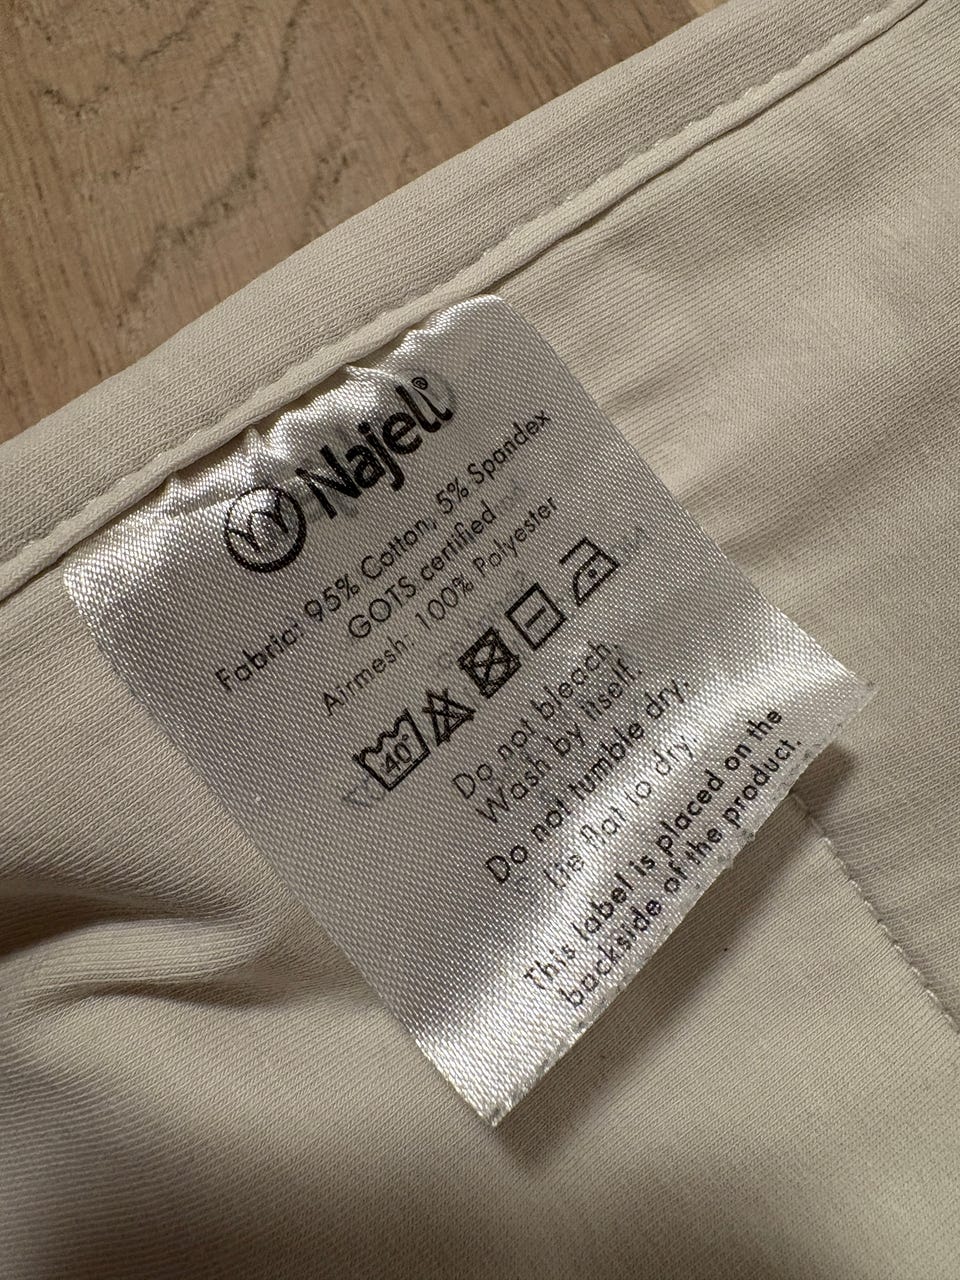 Najell®
Fabric: 95% Cotton, 5% Spandex
GOTS certified
Airmesh: 100% Polyester
40°
Do not bleach.
Wash by itself.
Do not tumble dry.
Lie flat to dry.
This label is placed on the
backside of the product.